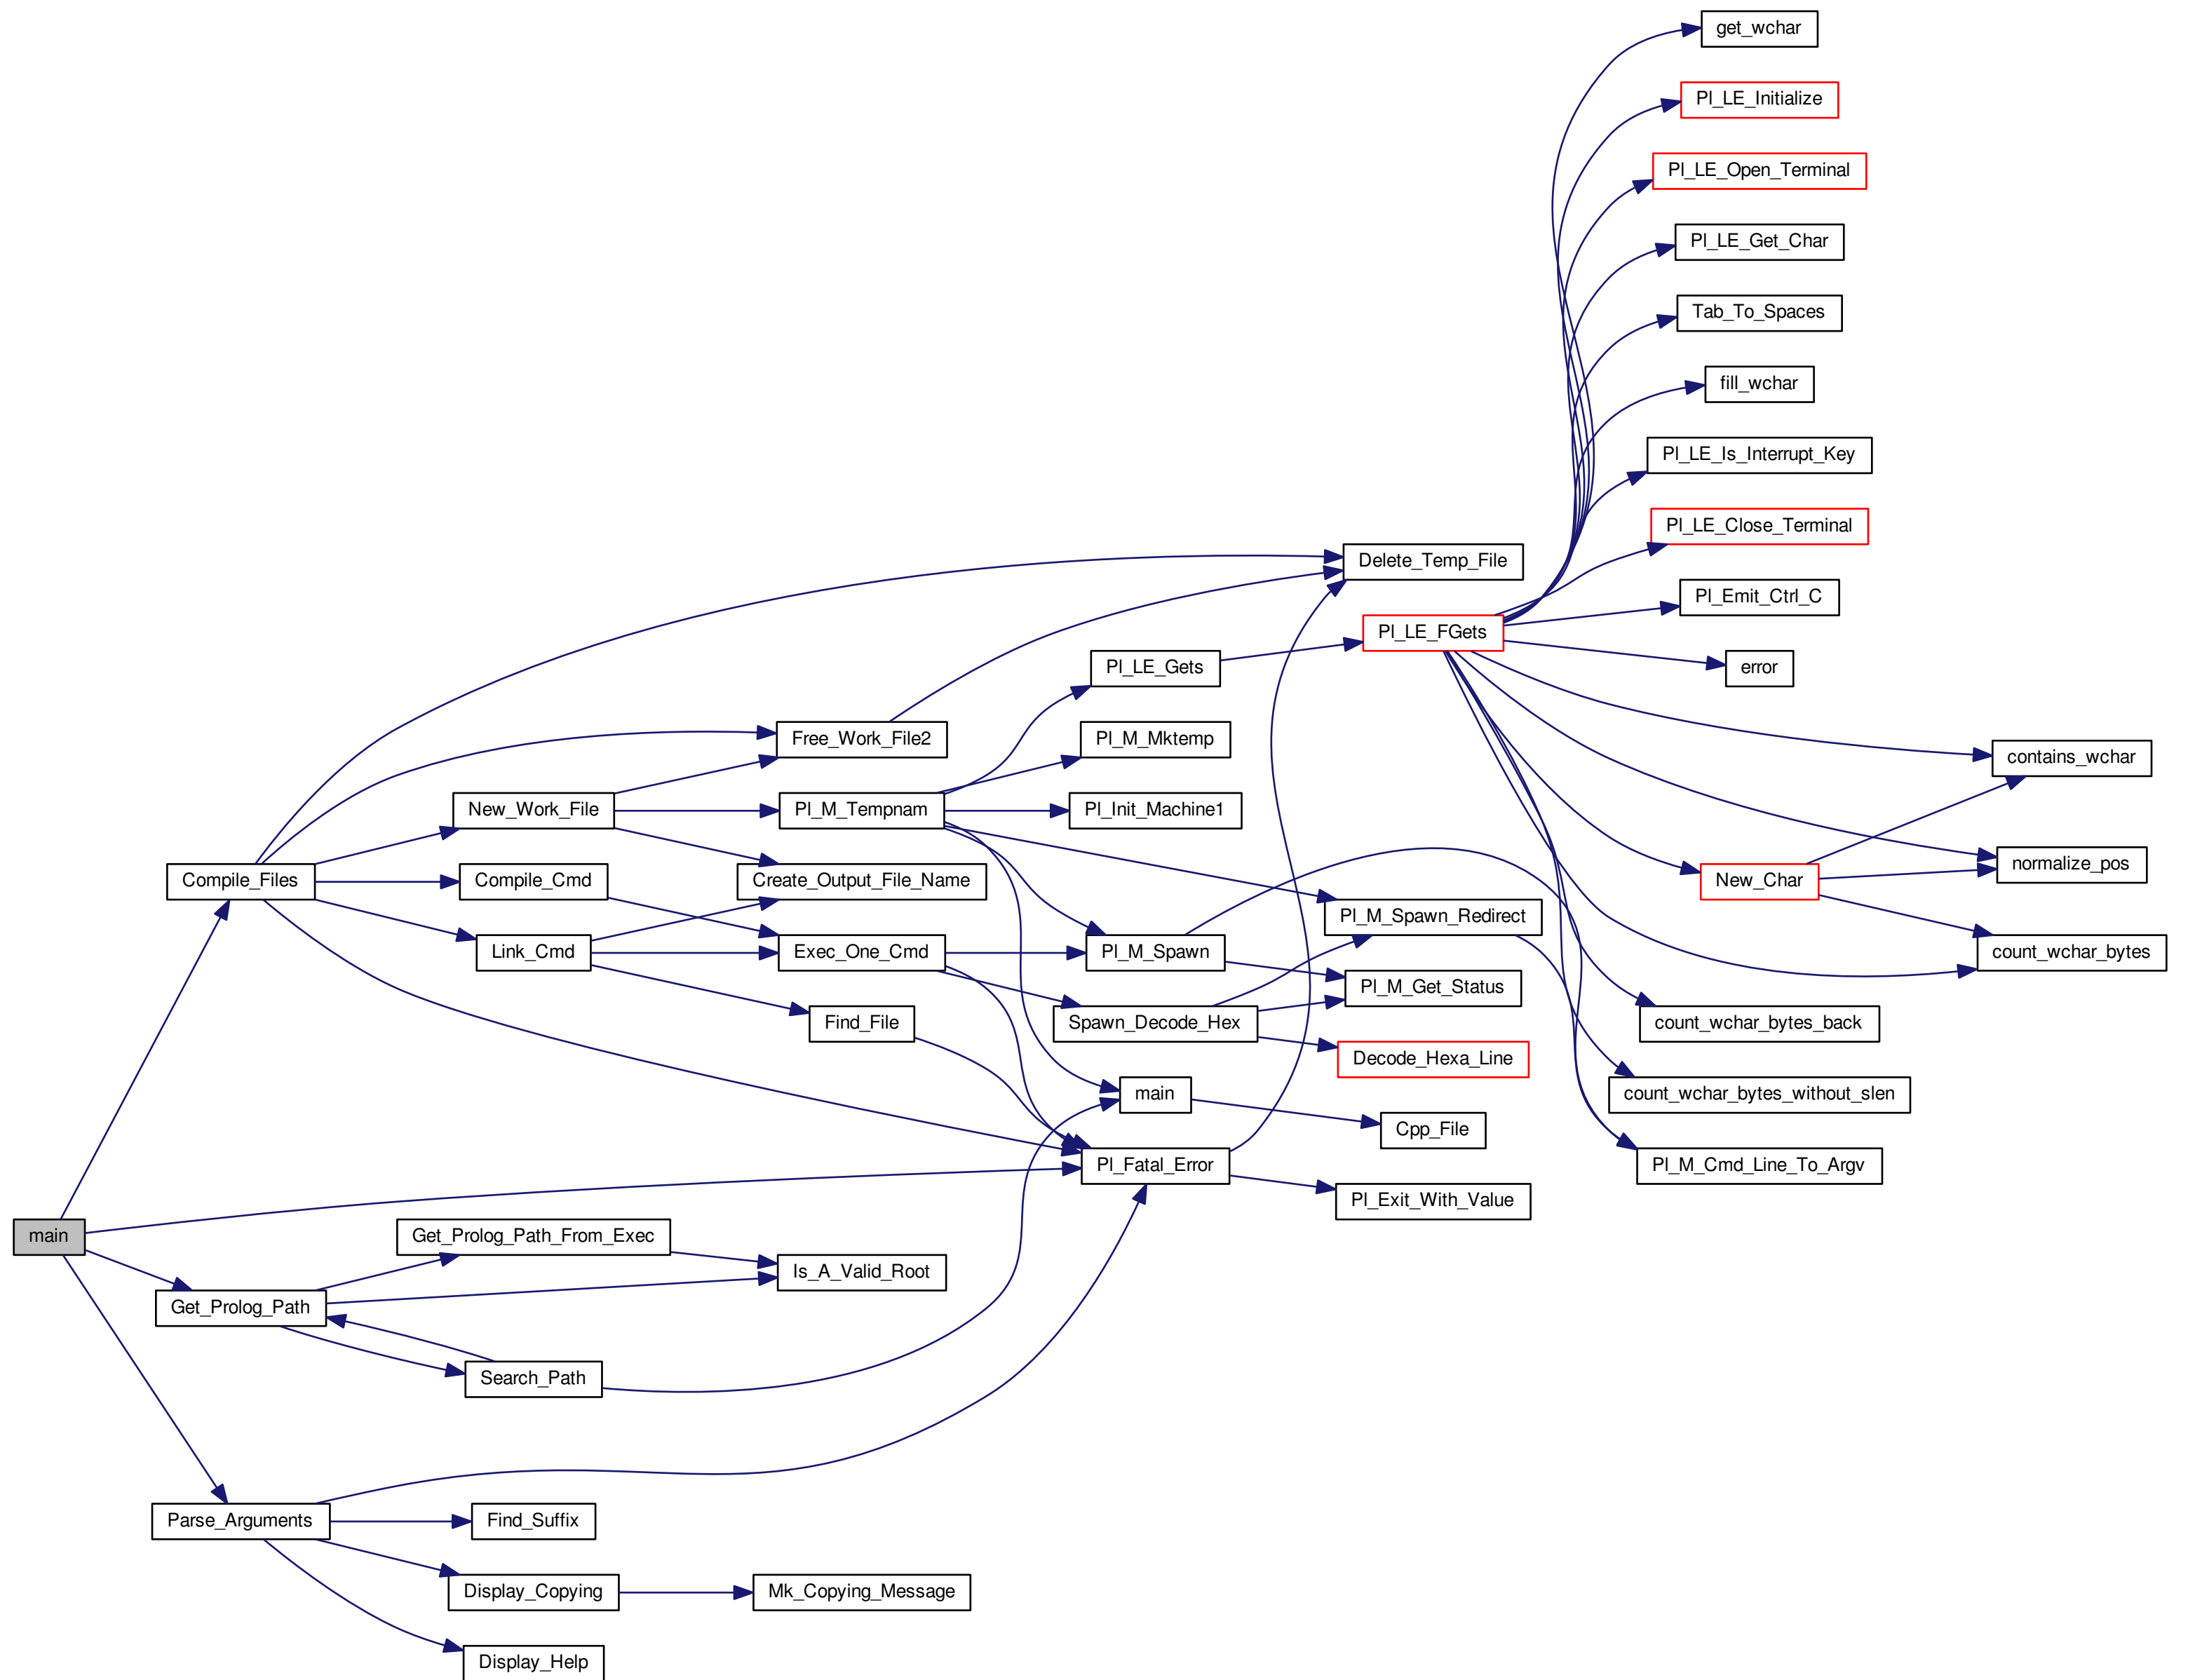 get_wchar
Pl_LE_Initialize
Pl_LE_Open_Terminal
Pl_LE_Get_Char
Tab_To_Spaces
fill_wchar
Pl_LE_Is_Interrupt_Key
Pl_LE_Close_Terminal
Delete_Temp_File
Pl_Emit_Ctrl_C
Pl_LE_FGets
Pl_LE_Gets
error
Free_Work_File2
Pl_M_Mktemp
contains_wchar
New_Work_File
Pl_M_Tempnam
Pl_Init_Machine1
normalize_pos
Compile_Files
Compile_Cmd
Create_Output_File_Name
New_Char
Pl_M_Spawn_Redirect
Link_Cmd
Exec_One_Cmd
Pl_M_Spawn
count_wchar_bytes
Pl_M_Get_Status
Find_File
Spawn_Decode_Hex
count_wchar_bytes_back
Decode_Hexa_Line
main
count_wchar_bytes_without_slen
Cpp_File
Pl_Fatal_Error
Pl_M_Cmd_Line_To_Argv
Pl_Exit_With_Value
main
Get_Prolog_Path_From_Exec
Is_A_Valid_Root
Get_Prolog_Path
Search_Path
Parse_Arguments
Find_Suffix
Display_Copying
Mk_Copying_Message
Display_Help